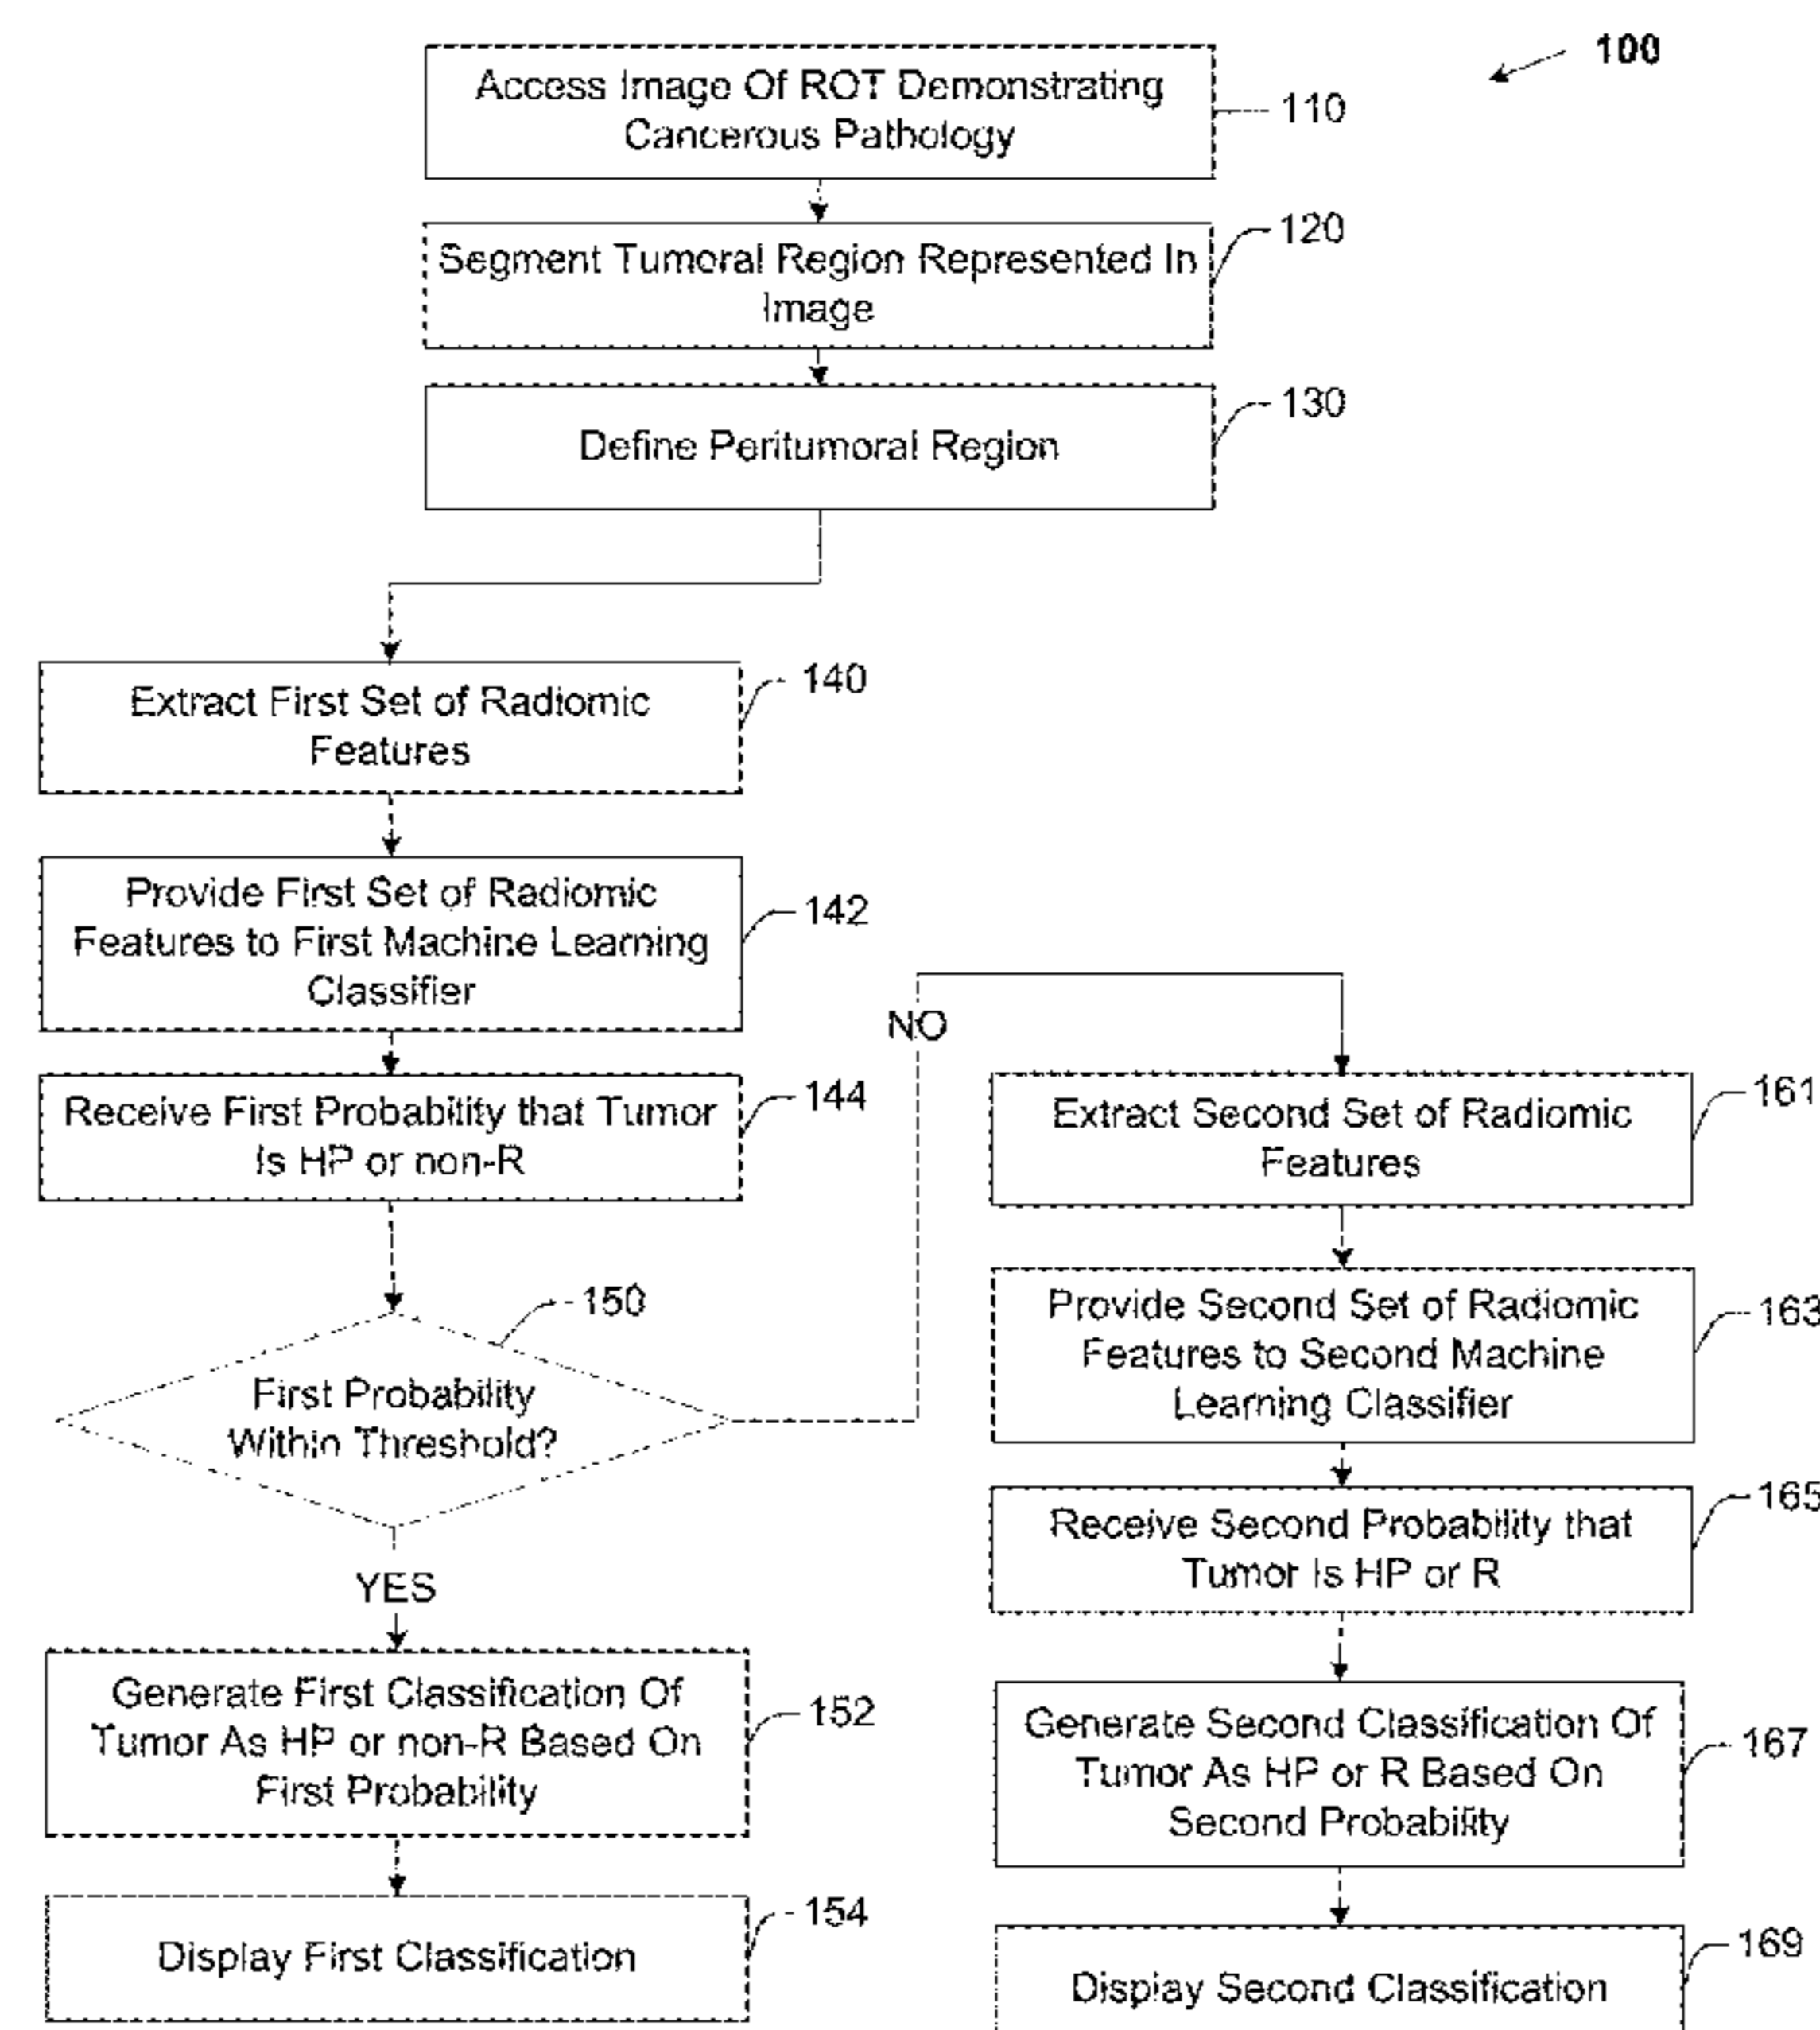 100
Access Image Of ROT Demonstrating
Cancerous Pathology
110
Segment Tumoral Region Represented In
Image
120
Define Peritumoral Region
130
Extract First Set of Radiomic
Features
140
Provide First Set of Radiomic
Features to First Machine Learning
Classifier
142
Receive First Probability that Tumor
Is HP or non-R
144
First Probability
Within Threshold?
150
YES
Generate First Classification Of
Tumor As HP or non-R Based On
First Probability
152
Display First Classification
154
NO
Extract Second Set of Radiomic
Features
161
Provide Second Set of Radiomic
Features to Second Machine
Learning Classifier
163
Receive Second Probability that
Tumor Is HP or R
165
Generate Second Classification Of
Tumor As HP or R Based On
Second Probability
167
Display Second Classification
169